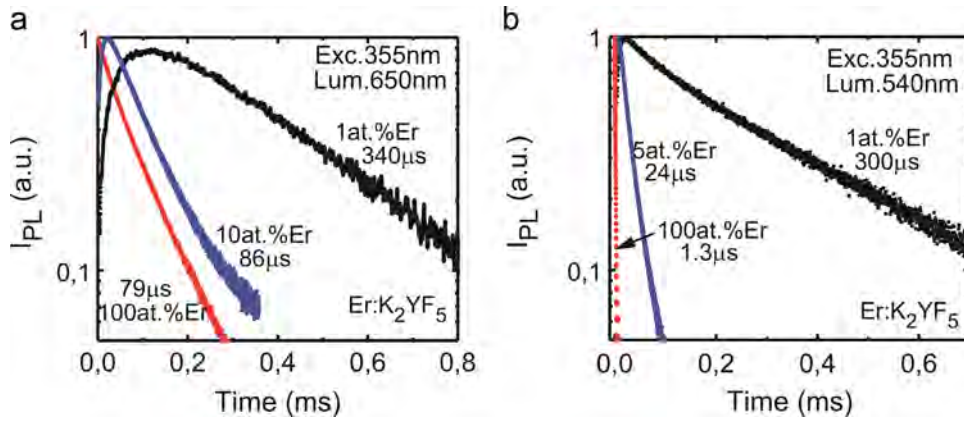 a
Exc.355nm
Lum.650nm
1at.%Er
340µs
10at.%Er
86µs
79µs
100at.%Er
Er:K₂YF₅
I_PL (a.u.)
1
0,1
0,0 0,2 0,4 0,6 0,8
Time (ms)
b
Exc.355nm
Lum.540nm
5at.%Er
24µs
1at.%Er
300µs
100at.%Er
1.3µs
Er:K₂YF₅
I_PL (a.u.)
1
0,1
0,0 0,2 0,4 0,6
Time (ms)